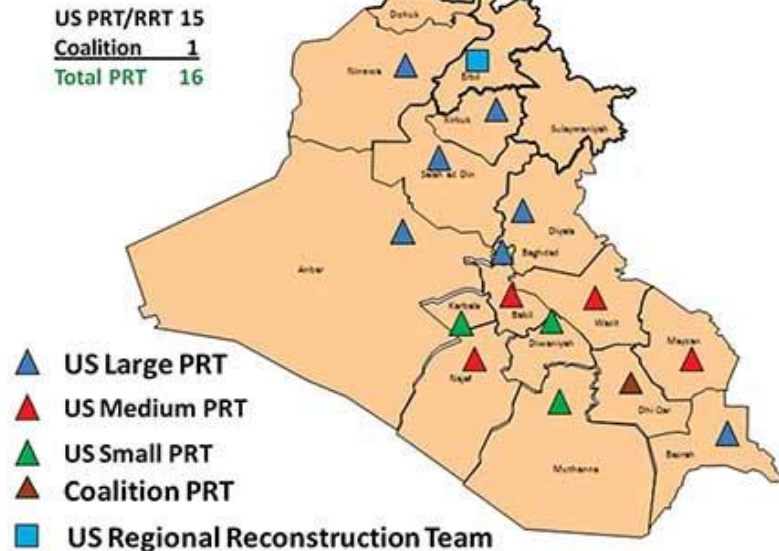 US PRT/RRT 15
Coalition 1
Total PRT 16
Dohuk
Ninewa
Erbil
Kirkuk
Sulaymaniyah
Salah ad Din
Diyala
Baghdad
Anbar
Karbala
Babil
Wasit
Diwaniyah
Maysan
Najaf
Dhi Qar
Basrah
Muthanna
US Large PRT
US Medium PRT
US Small PRT
Coalition PRT
US Regional Reconstruction Team